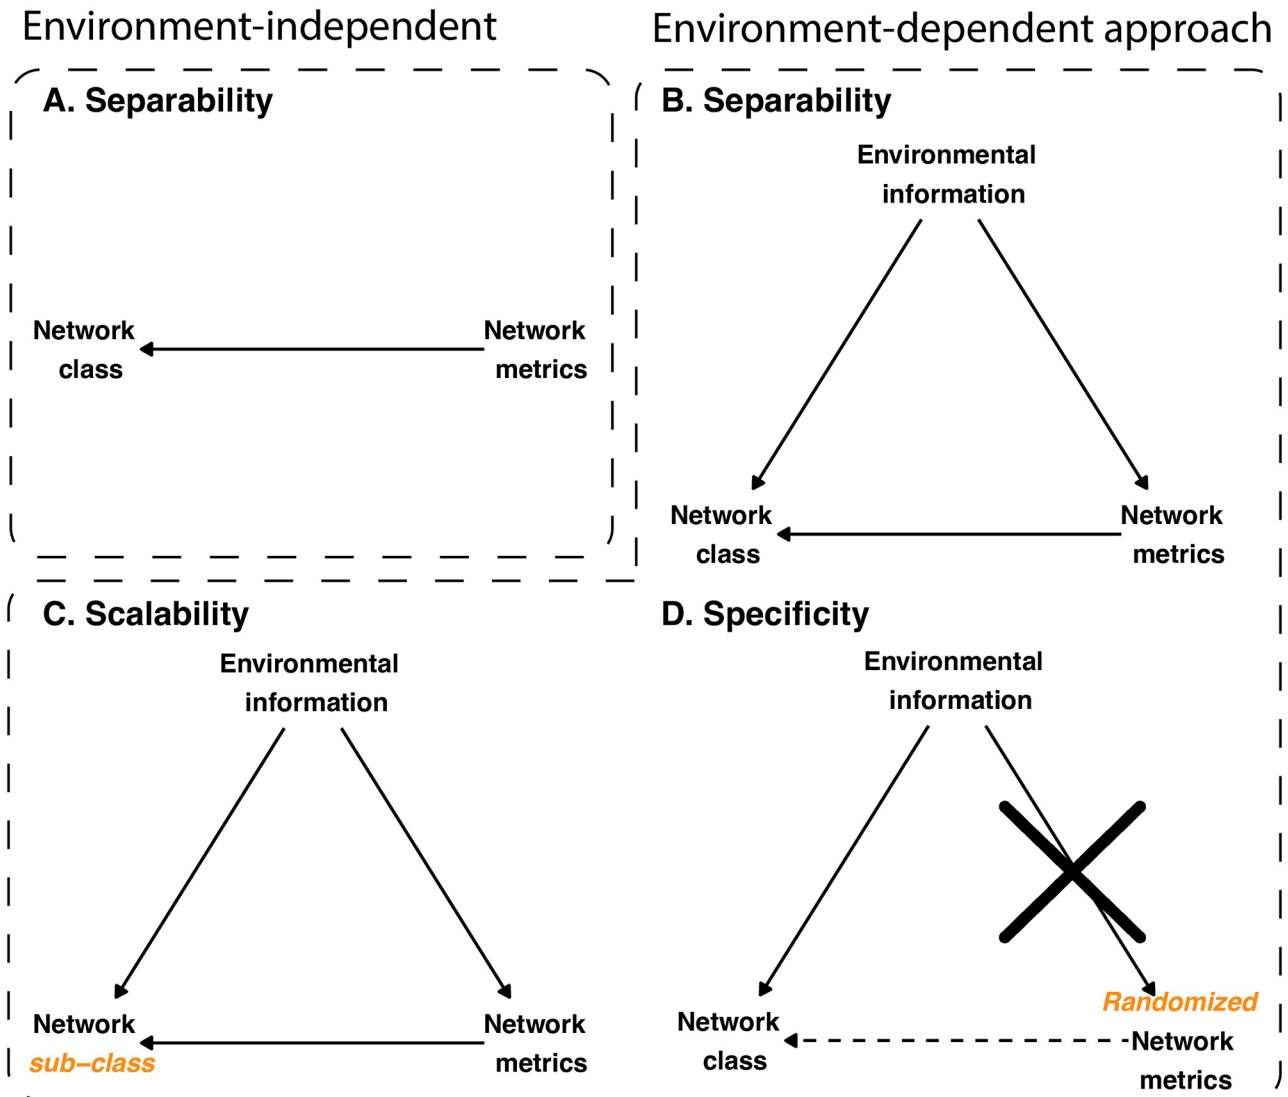 Environment-independent
Environment-dependent approach
A. Separability
Network
class
Network
metrics
B. Separability
Environmental
information
Network
class
Network
metrics
C. Scalability
Environmental
information
Network
sub−class
Network
metrics
D. Specificity
Environmental
information
Network
class
Randomized
Network
metrics